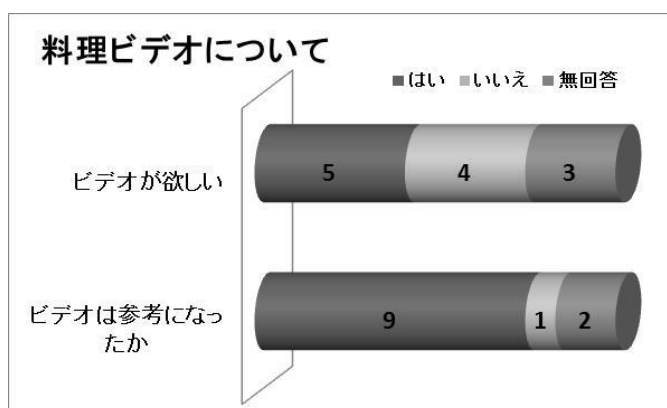 料理ビデオについて
■はい ■いいえ ■無回答
ビデオが欲しい
5 4 3
ビデオは参考になっ
たか
9 1 2